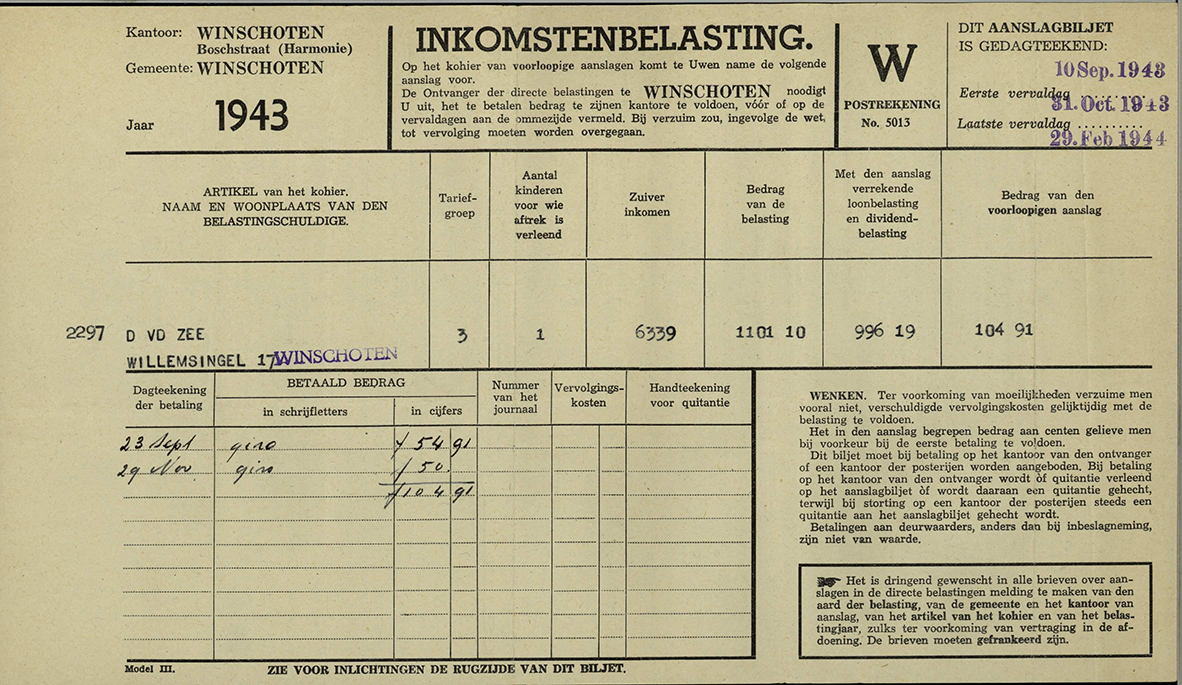 Kantoor: WINSCHOTEN
Boschstraat (Harmonie)
Gemeente: WINSCHOTEN
Jaar 1943
INKOMSTENBELASTING.
Op het kohier van voorloopige aanslagen komt te Uwen name de volgende
aanslag voor.
De Ontvanger der directe belastingen te WINSCHOTEN noodigt
U uit, het te betalen bedrag te zijnen kantore te voldoen, vóór of op de
vervaldagen aan de ommezijde vermeld. Bij verzuim zou, ingevolge de wet,
tot vervolging moeten worden overgegaan.
W
POSTREKENING
No. 5013
DIT AANSLAGBILJET
IS GEDAGTEEKEND:
10 Sep. 1943
Eerste vervaldag
31. Oct. 1943
Laatste vervaldag ..........
29. Feb 1944
ARTIKEL van het kohier.
NAAM EN WOONPLAATS VAN DEN
BELASTINGSCHULDIGE.
Tarief-
groep
Aantal
kinderen
voor wie
aftrek is
verleend
Zuiver
inkomen
Bedrag
van de
belasting
Met den aanslag
verrekende
loonbelasting
en dividend-
belasting
Bedrag van den
voorloopigen aanslag
2297 D VD ZEE 3 1 6339 1101 10 996 19 104 91
WILLEMSINGEL 17 WINSCHOTEN
Dagteekening
der betaling
BETAALD BEDRAG
in schrijfletters
in cijfers
Nummer
van het
journaal
Vervolgings-
kosten
Handteekening
voor quitantie
23 Sept giro f 54 91
29 Nov giro f 50
f 104 91
WENKEN. Ter voorkoming van moeilijkheden verzuime men
vooral niet, verschuldigde vervolgingskosten gelijktijdig met de
belasting te voldoen.
Het in den aanslag begrepen bedrag aan centen gelieve men
bij voorkeur bij de eerste betaling te voldoen.
Dit biljet moet bij betaling op het kantoor van den ontvanger
of een kantoor der posterijen worden aangeboden. Bij betaling
op het kantoor van den ontvanger wordt òf quitantie verleend
op het aanslagbiljet òf wordt daaraan een quitantie gehecht,
terwijl bij storting op een kantoor der posterijen steeds een
quitantie aan het aanslagbiljet gehecht wordt.
Betalingen aan deurwaarders, anders dan bij inbeslagneming,
zijn niet van waarde.
Het is dringend gewenscht in alle brieven over aan-
slagen in de directe belastingen melding te maken van den
aard der belasting, van de gemeente en het kantoor van
aanslag, van het artikel van het kohier en van het belas-
tingjaar, zulks ter voorkoming van vertraging in de af-
doening. De brieven moeten gefrankeerd zijn.
Model III.
ZIE VOOR INLICHTINGEN DE RUGZIJDE VAN DIT BILJET.